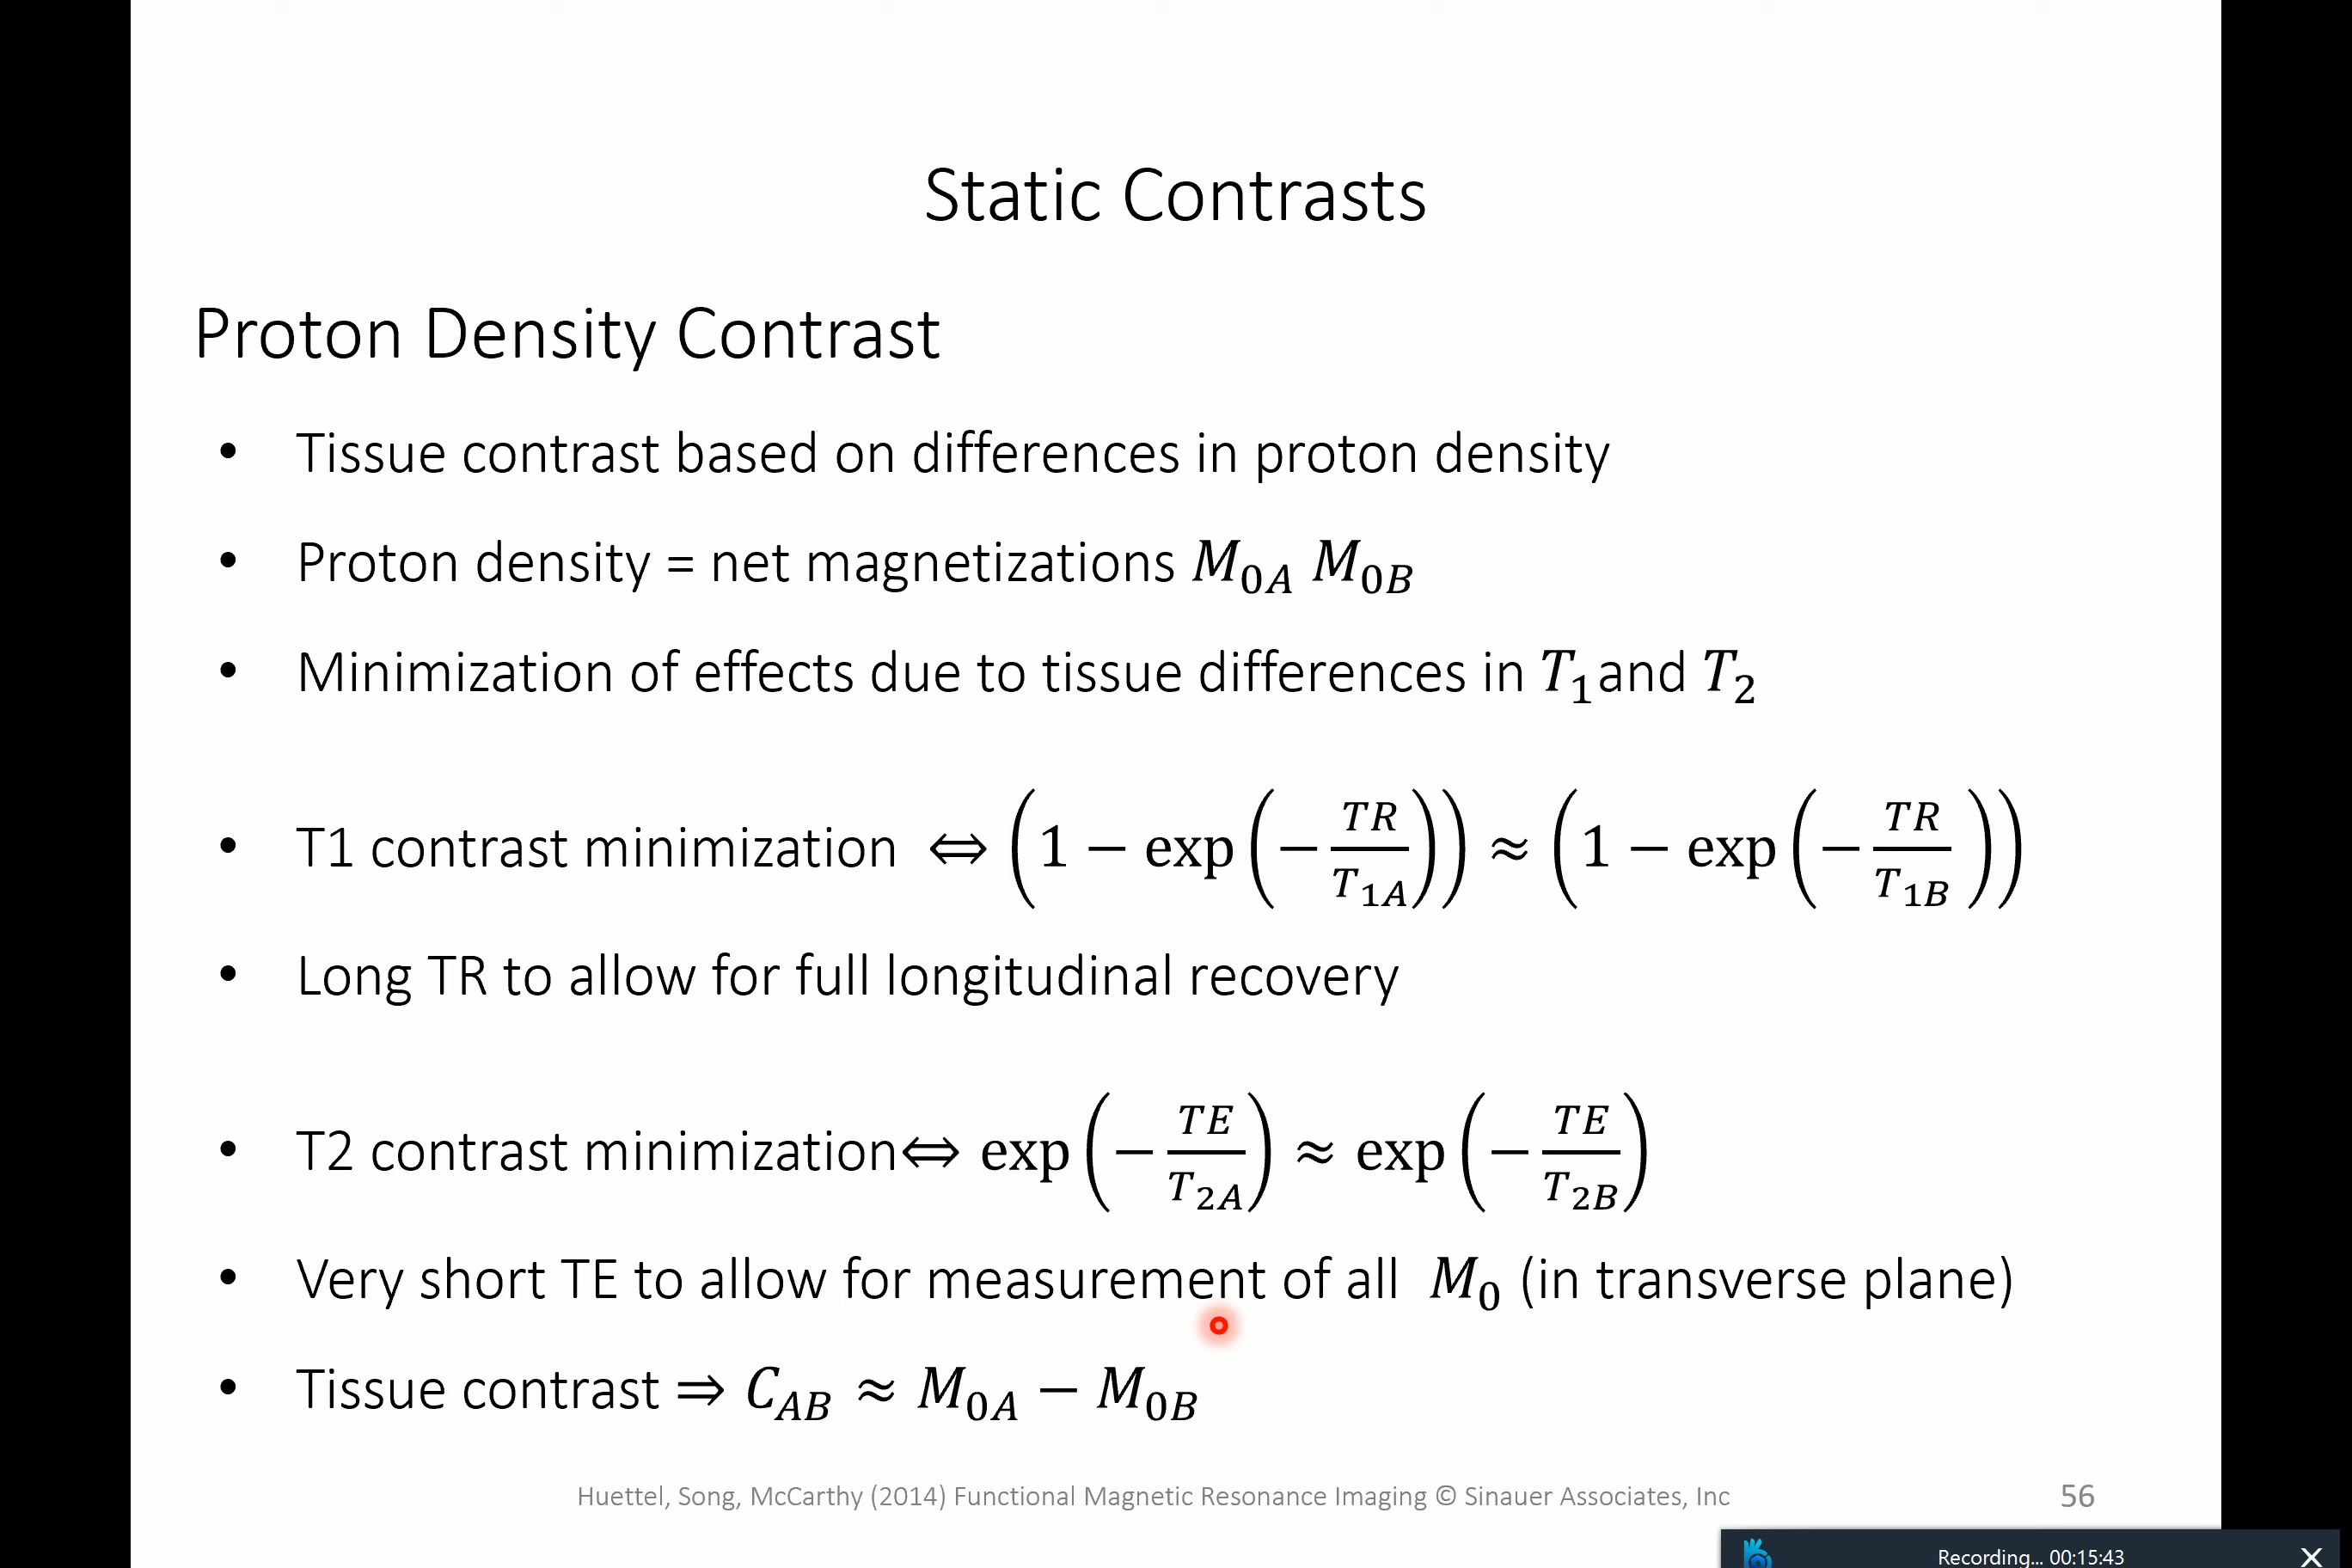 Static Contrasts
Proton Density Contrast
• Tissue contrast based on differences in proton density
• Proton density = net magnetizations M₀A M₀B
• Minimization of effects due to tissue differences in T₁and T₂
• T1 contrast minimization ⇔ (1 − exp(−TR/T₁A)) ≈ (1 − exp(−TR/T₁B))
• Long TR to allow for full longitudinal recovery
• T2 contrast minimization⇔ exp(−TE/T₂A) ≈ exp(−TE/T₂B)
• Very short TE to allow for measurement of all M₀ (in transverse plane)
• Tissue contrast ⇒ C_AB ≈ M₀A − M₀B
Huettel, Song, McCarthy (2014) Functional Magnetic Resonance Imaging © Sinauer Associates, Inc
56
Recording... 00:15:43